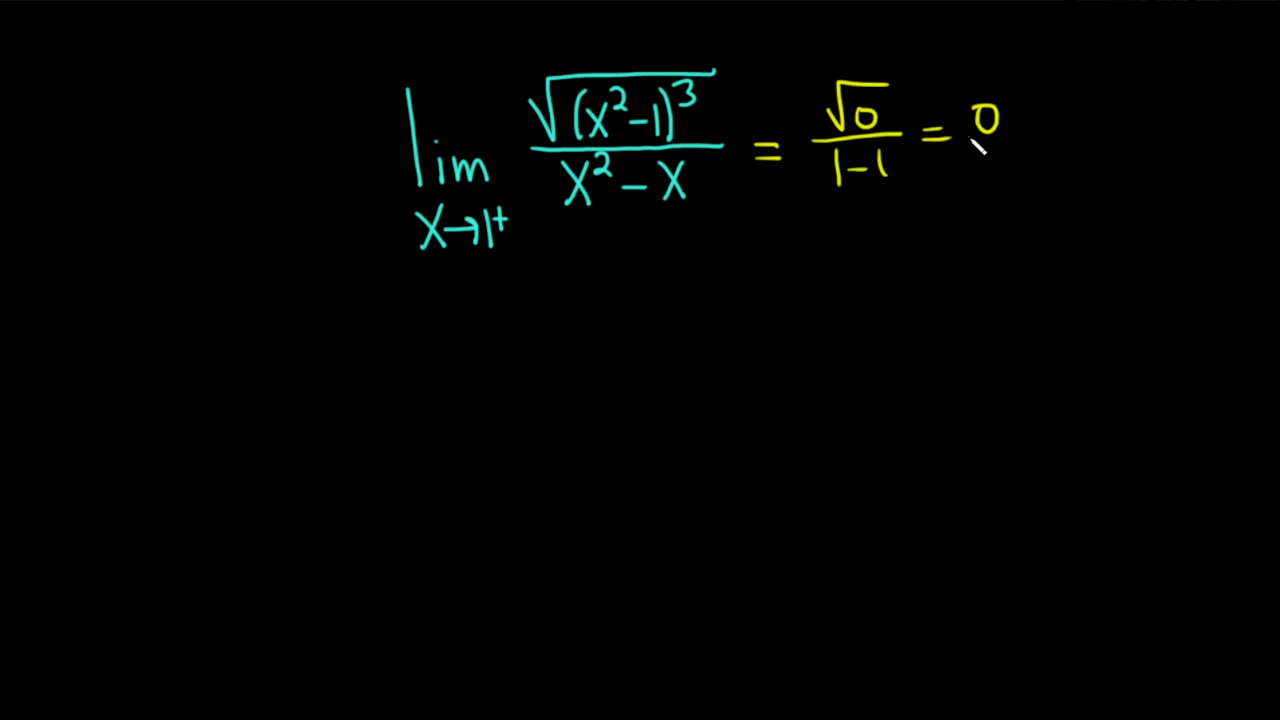 lim x→1⁺ √(x²-1)³ / x²-x = √0 / 1-1 = 0